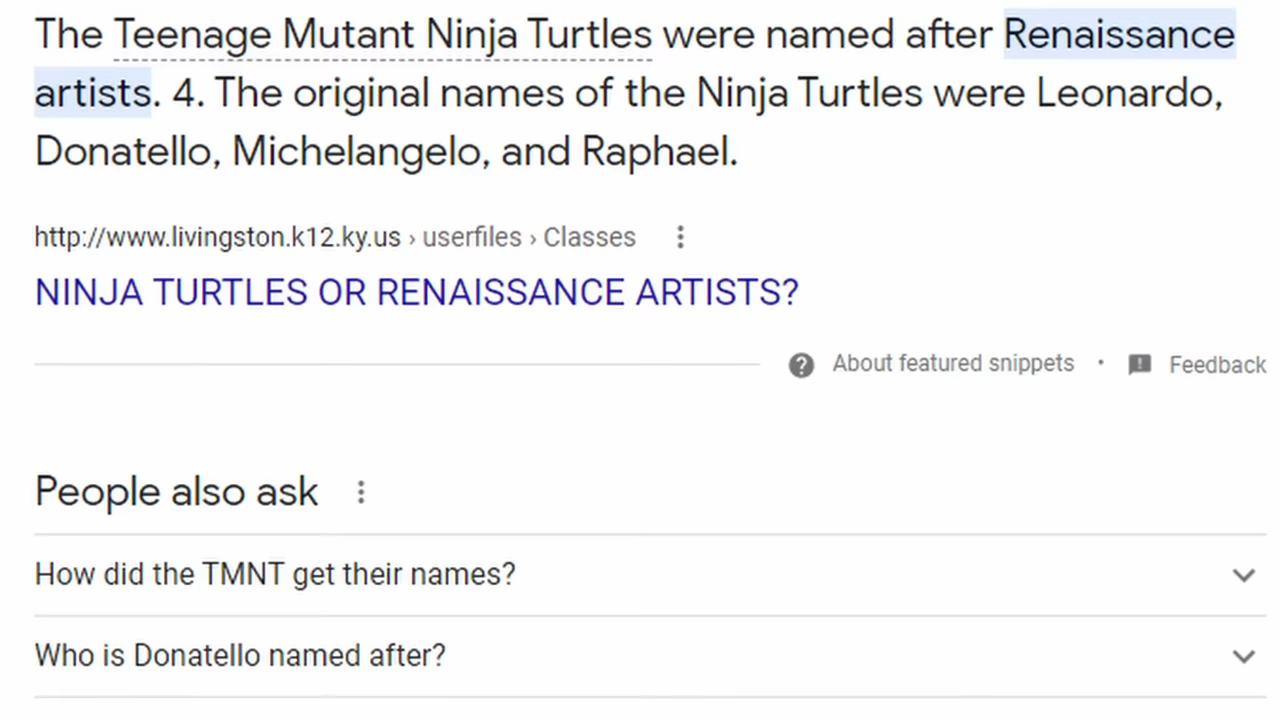 The Teenage Mutant Ninja Turtles were named after Renaissance
artists. 4. The original names of the Ninja Turtles were Leonardo,
Donatello, Michelangelo, and Raphael.
http://www.livingston.k12.ky.us › userfiles › Classes
NINJA TURTLES OR RENAISSANCE ARTISTS?
About featured snippets • Feedback
People also ask
How did the TMNT get their names?
Who is Donatello named after?